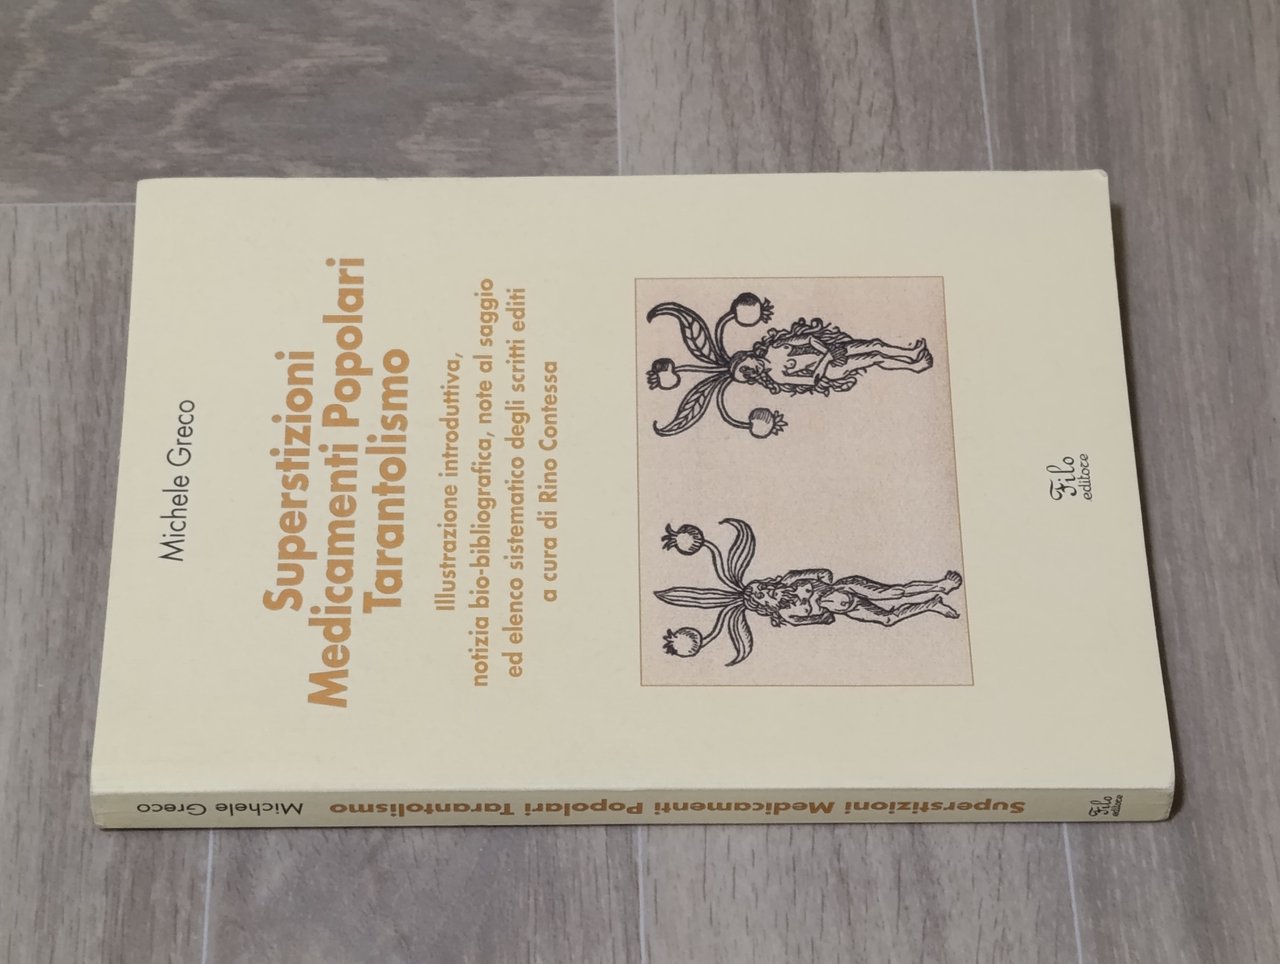 Michele Greco
Superstizioni
Medicamenti Popolari
Tarantolismo
Illustrazione introduttiva,
notizia bio-bibliografica, note al saggio
ed elenco sistematico degli scritti editi
a cura di Rino Contessa
Filo
editore
Michele Greco
Superstizioni Medicamenti Popolari Tarantolismo
Filo
editore